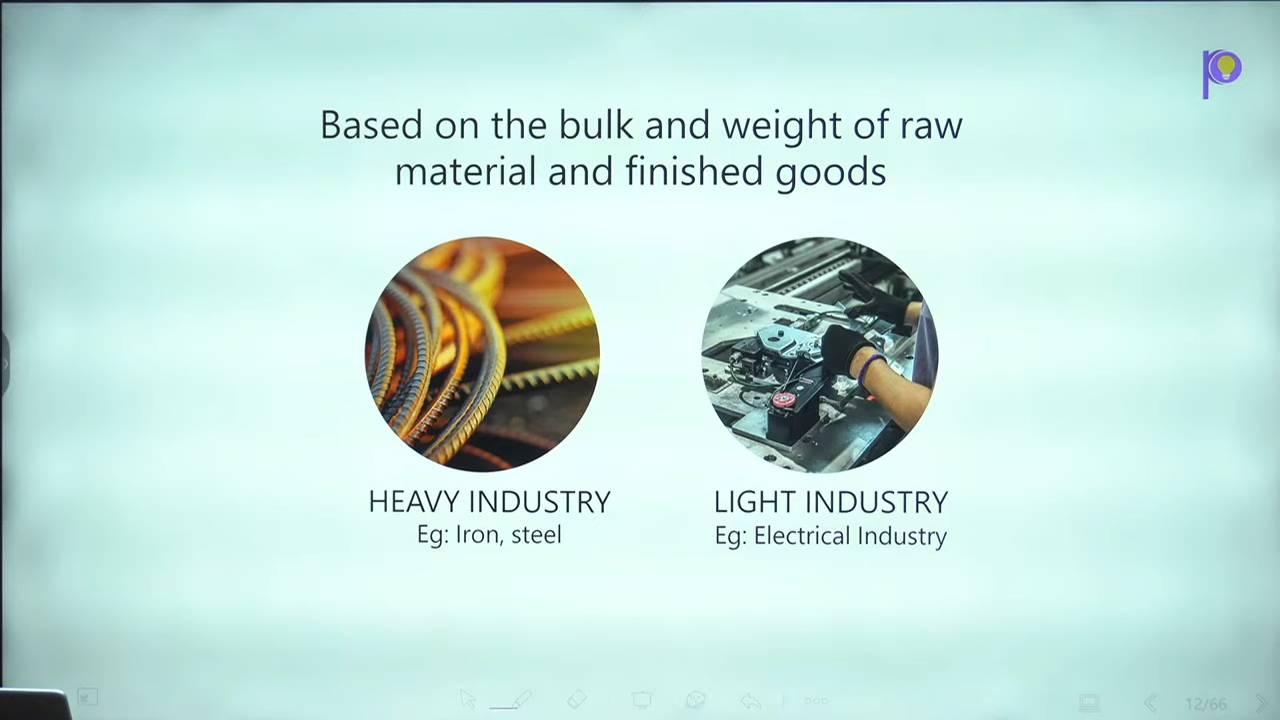 Based on the bulk and weight of raw
material and finished goods
HEAVY INDUSTRY
Eg: Iron, steel
LIGHT INDUSTRY
Eg: Electrical Industry
12/66